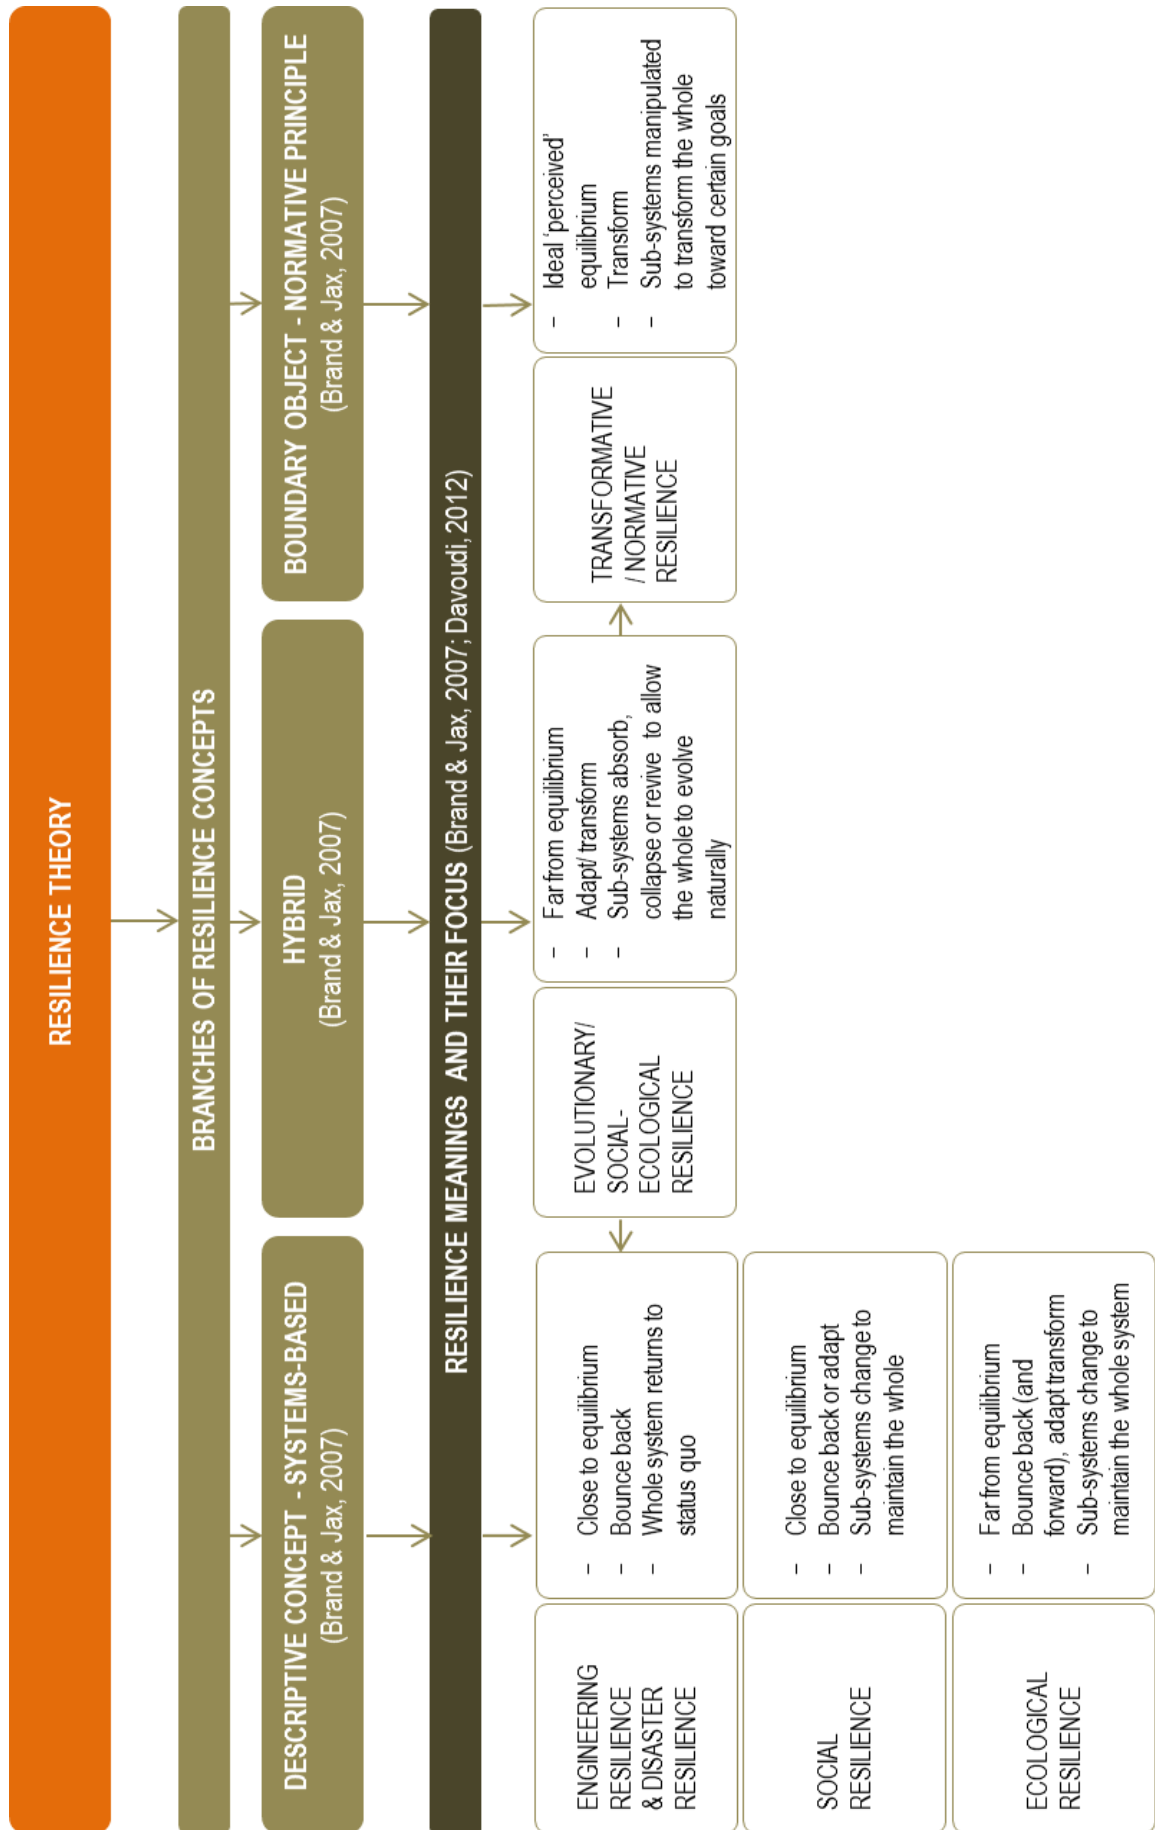 RESILIENCE THEORY
BRANCHES OF RESILIENCE CONCEPTS
DESCRIPTIVE CONCEPT - SYSTEMS-BASED
(Brand & Jax, 2007)
HYBRID
(Brand & Jax, 2007)
BOUNDARY OBJECT - NORMATIVE PRINCIPLE
(Brand & Jax, 2007)
RESILIENCE MEANINGS AND THEIR FOCUS (Brand & Jax, 2007; Davoudi, 2012)
ENGINEERING
RESILIENCE
& DISASTER
RESILIENCE
– Close to equilibrium
– Bounce back
– Whole system returns to
status quo
EVOLUTIONARY/
SOCIAL-
ECOLOGICAL
RESILIENCE
– Far from equilibrium
– Adapt/ transform
– Sub-systems absorb,
collapse or revive to allow
the whole to evolve
naturally
TRANSFORMATIVE
/ NORMATIVE
RESILIENCE
– Ideal ‘perceived’
equilibrium
– Transform
– Sub-systems manipulated
to transform the whole
toward certain goals
SOCIAL
RESILIENCE
– Close to equilibrium
– Bounce back or adapt
– Sub-systems change to
maintain the whole
ECOLOGICAL
RESILIENCE
– Far from equilibrium
– Bounce back (and
forward), adapt transform
– Sub-systems change to
maintain the whole system